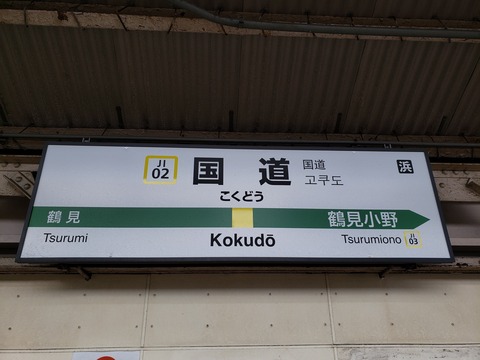 JI
02
国道
国道
고쿠도
浜
こくどう
鶴見
鶴見小野
Tsurumi
Kokudō
Tsurumiono
JI
03